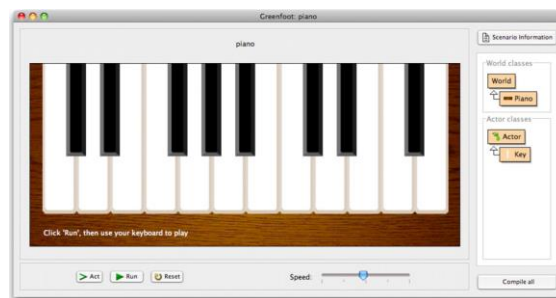 Greenfoot: piano
piano
Scenario Information
World classes
World
Piano
Actor classes
Actor
Key
Click 'Run', then use your keyboard to play
Act
Run
Reset
Speed:
Compile all